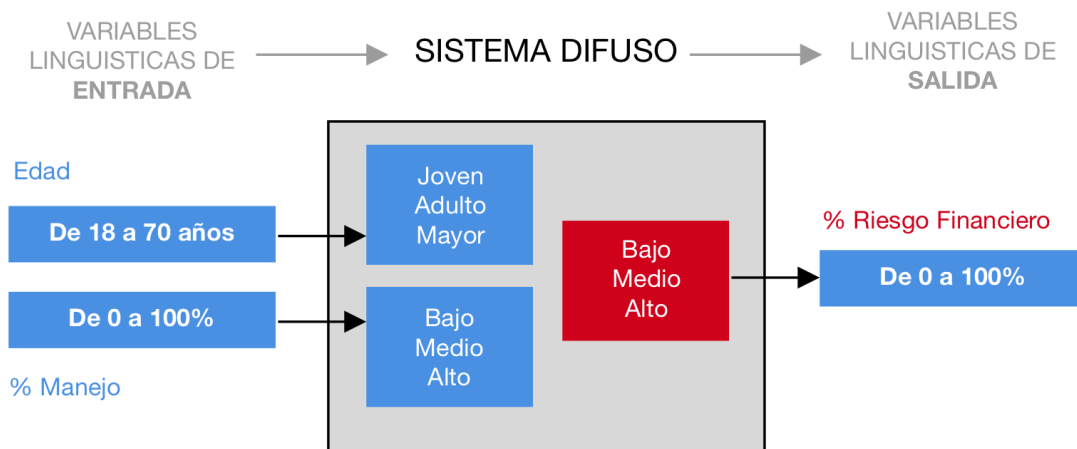 VARIABLES
LINGUISTICAS DE
ENTRADA
SISTEMA DIFUSO
VARIABLES
LINGUISTICAS DE
SALIDA
Edad
De 18 a 70 años
De 0 a 100%
% Manejo
Joven
Adulto
Mayor
Bajo
Medio
Alto
Bajo
Medio
Alto
% Riesgo Financiero
De 0 a 100%